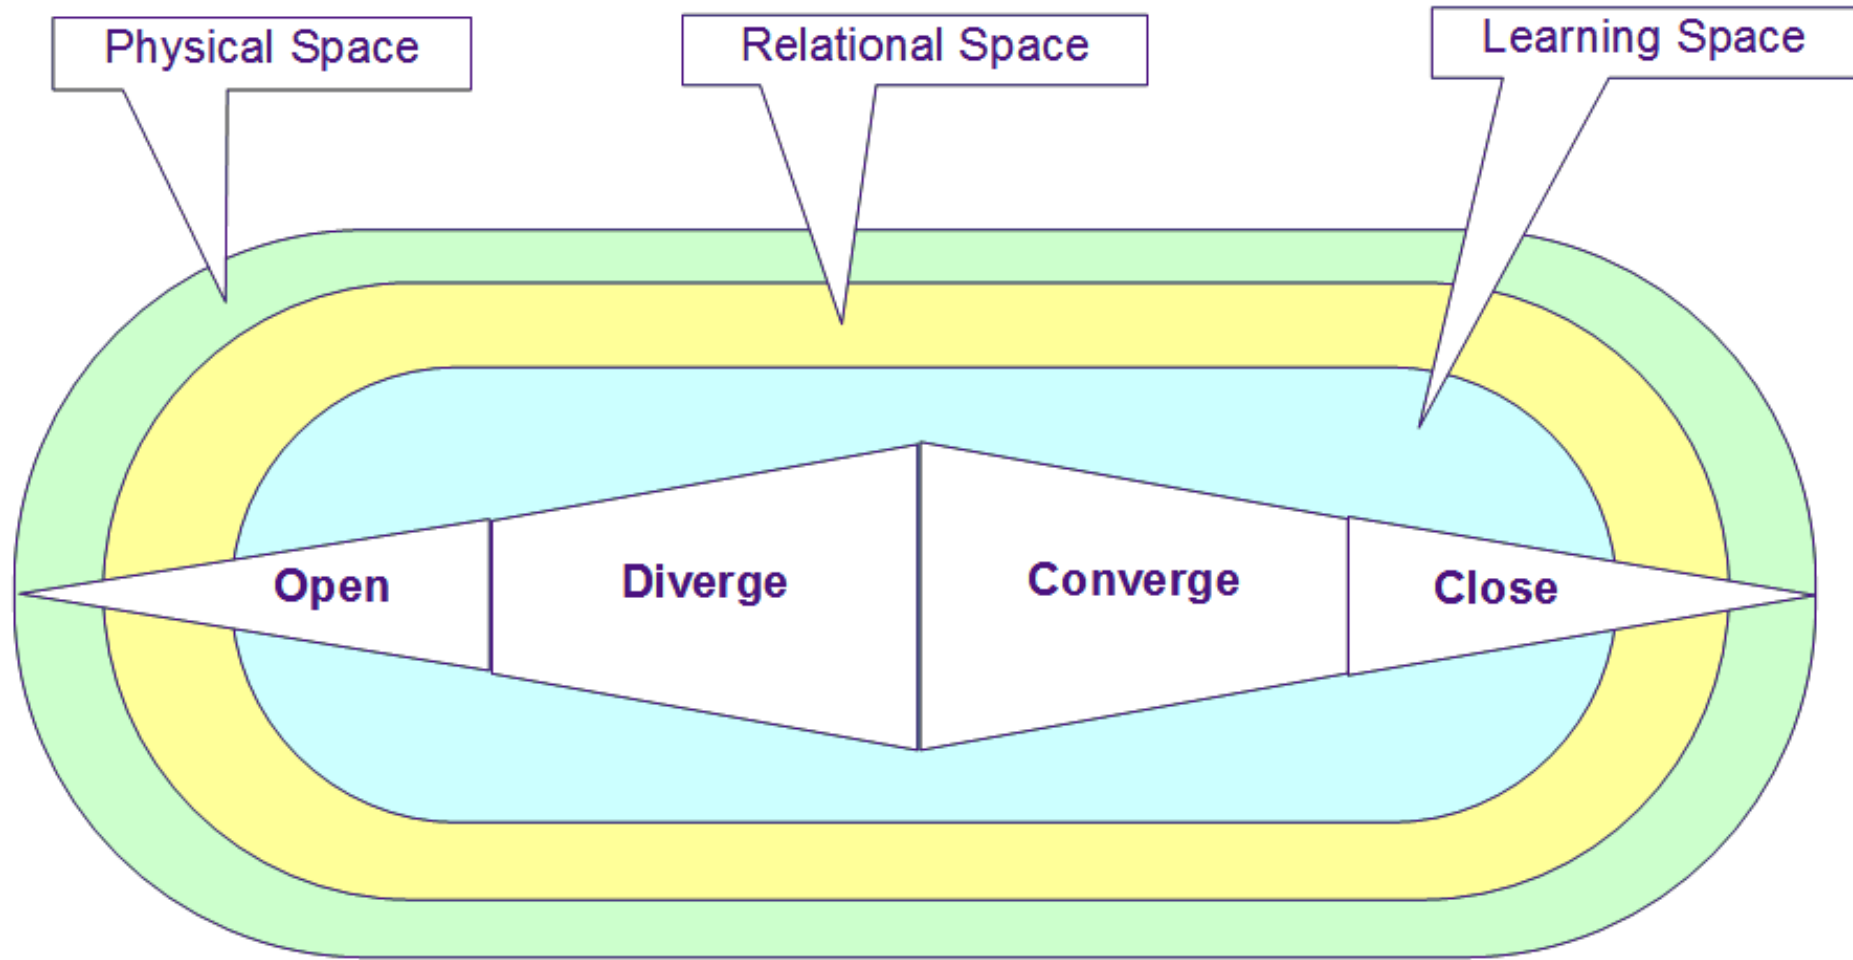 Physical Space
Relational Space
Learning Space
Open
Diverge
Converge
Close